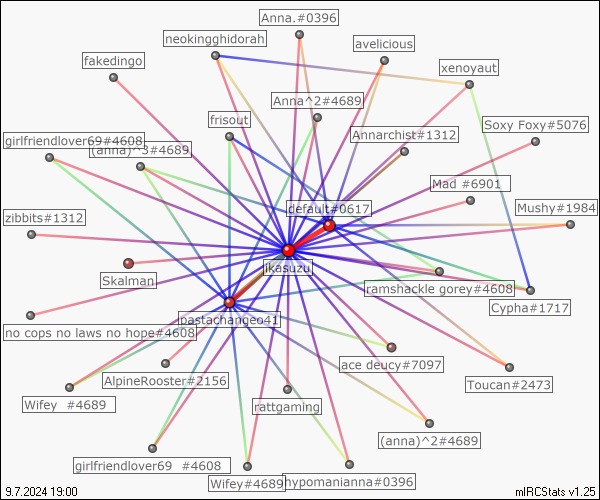 Anna.#0396
neokingghidorah
avelicious
fakedingo
xenoyaut
Anna^2#4689
frisout
Soxy Foxy#5076
Annarchist#1312
girlfriendlover69#4608
(anna)^3#4689
Mad #6901
default#0617
Mushy#1984
zibbits#1312
jkasuzu
Skalman
ramshackle gorey#4608
Cypha#1717
pastachangeo41
no cops no laws no hope#4608
ace deucy#7097
AlpineRooster#2156
Toucan#2473
Wifey #4689
rattgaming
(anna)^2#4689
girlfriendlover69 #4608
hypomanianna#0396
Wifey#4689
9.7.2024 19:00
mIRCStats v1.25